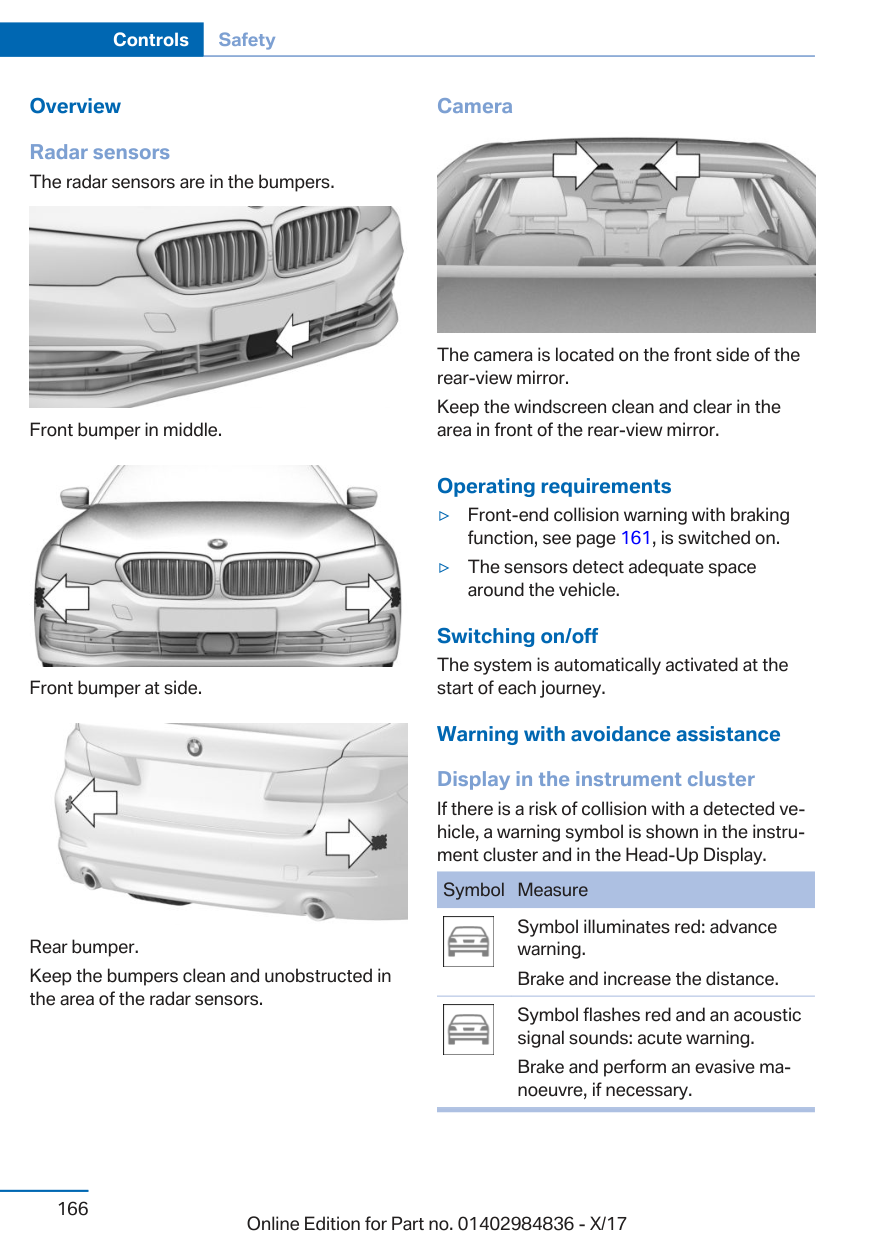 Controls Safety
Overview
Radar sensors
The radar sensors are in the bumpers.
Front bumper in middle.
Front bumper at side.
Rear bumper.
Keep the bumpers clean and unobstructed in
the area of the radar sensors.
Camera
The camera is located on the front side of the
rear-view mirror.
Keep the windscreen clean and clear in the
area in front of the rear-view mirror.
Operating requirements
▷ Front-end collision warning with braking
function, see page 161, is switched on.
▷ The sensors detect adequate space
around the vehicle.
Switching on/off
The system is automatically activated at the
start of each journey.
Warning with avoidance assistance
Display in the instrument cluster
If there is a risk of collision with a detected ve-
hicle, a warning symbol is shown in the instru-
ment cluster and in the Head-Up Display.
Symbol Measure
Symbol illuminates red: advance
warning.
Brake and increase the distance.
Symbol flashes red and an acoustic
signal sounds: acute warning.
Brake and perform an evasive ma-
noeuvre, if necessary.
166
Online Edition for Part no. 01402984836 - X/17